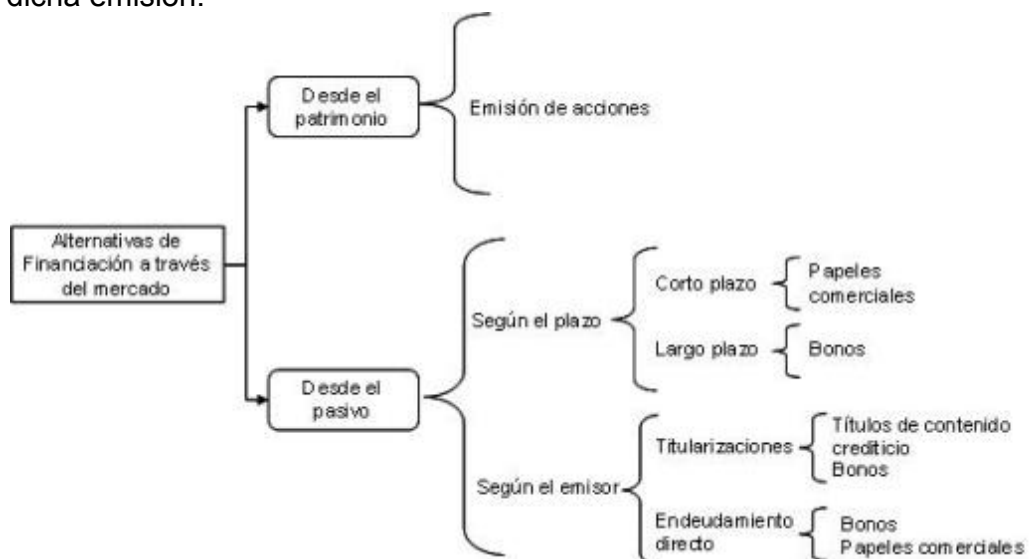 dicha emisión.
Desde el
patrimonio
Emisión de acciones
Alternativas de
Financiación a través
del mercado
Según el plazo
Corto plazo
Papeles
comerciales
Largo plazo
Bonos
Desde el
pasivo
Según el emisor
Titularizaciones
Títulos de contenido
crediticio
Bonos
Endeudamiento
directo
Bonos
Papeles comerciales